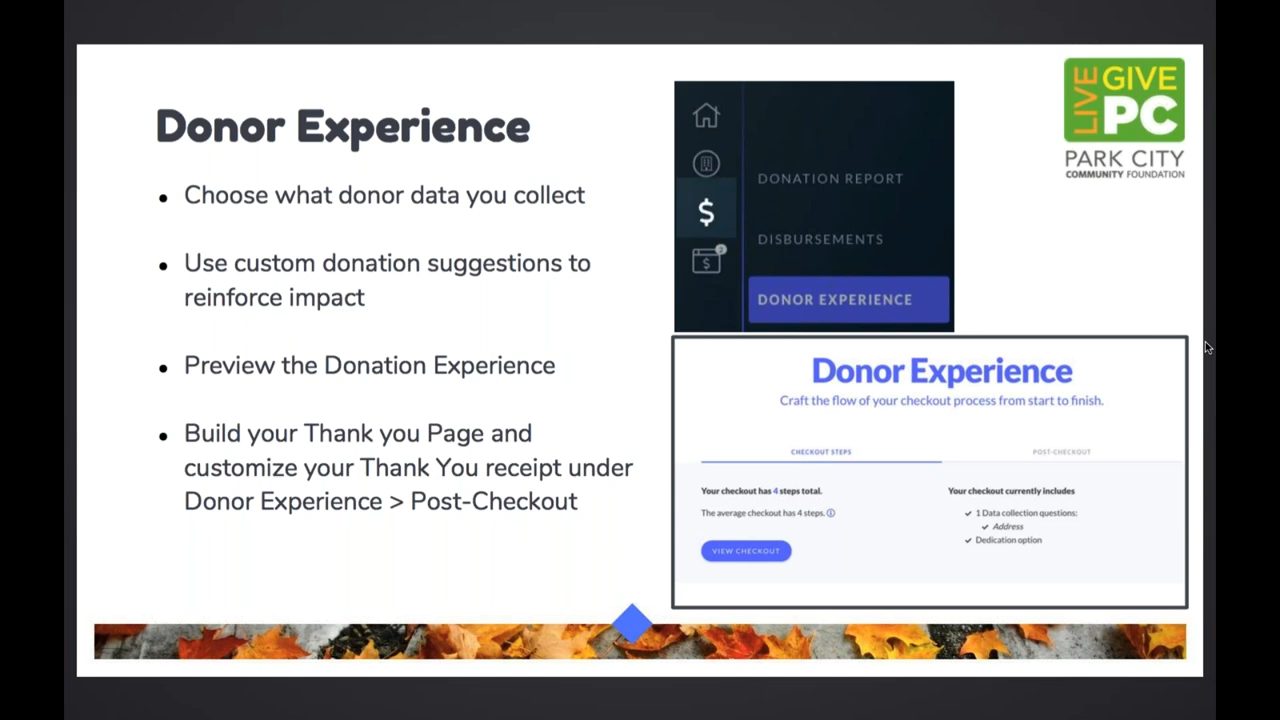 Donor Experience
• Choose what donor data you collect
• Use custom donation suggestions to
reinforce impact
• Preview the Donation Experience
• Build your Thank you Page and
customize your Thank You receipt under
Donor Experience > Post-Checkout
DONATION REPORT
DISBURSEMENTS
DONOR EXPERIENCE
LIVE
GIVE
PC
PARK CITY
COMMUNITY FOUNDATION
Donor Experience
Craft the flow of your checkout process from start to finish.
CHECKOUT STEPS
POST-CHECKOUT
Your checkout has 4 steps total.
The average checkout has 4 steps.
VIEW CHECKOUT
Your checkout currently includes
✓ 1 Data collection questions:
✓ Address
✓ Dedication option